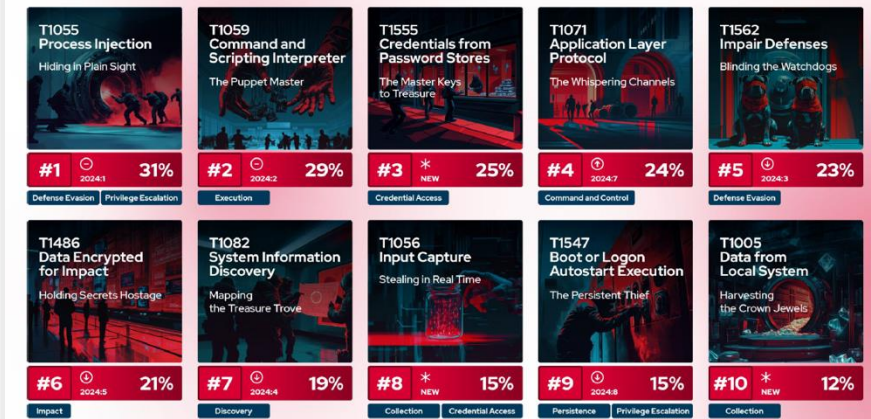 T1055
Process Injection
Hiding in Plain Sight
#1
2024:1
31%
Defense Evasion
Privilege Escalation
T1059
Command and
Scripting Interpreter
The Puppet Master
#2
2024:2
29%
Execution
T1555
Credentials from
Password Stores
The Master Keys
to Treasure
#3
NEW
25%
Credential Access
T1071
Application Layer
Protocol
The Whispering Channels
#4
2024:7
24%
Command and Control
T1562
Impair Defenses
Blinding the Watchdogs
#5
2024:3
23%
Defense Evasion
T1486
Data Encrypted
for Impact
Holding Secrets Hostage
#6
2024:5
21%
Impact
T1082
System Information
Discovery
Mapping
the Treasure Trove
#7
2024:4
19%
Discovery
T1056
Input Capture
Stealing in Real Time
#8
NEW
15%
Collection
Credential Access
T1547
Boot or Logon
Autostart Execution
The Persistent Thief
#9
2024:8
15%
Persistence
Privilege Escalation
T1005
Data from
Local System
Harvesting
the Crown Jewels
#10
NEW
12%
Collection